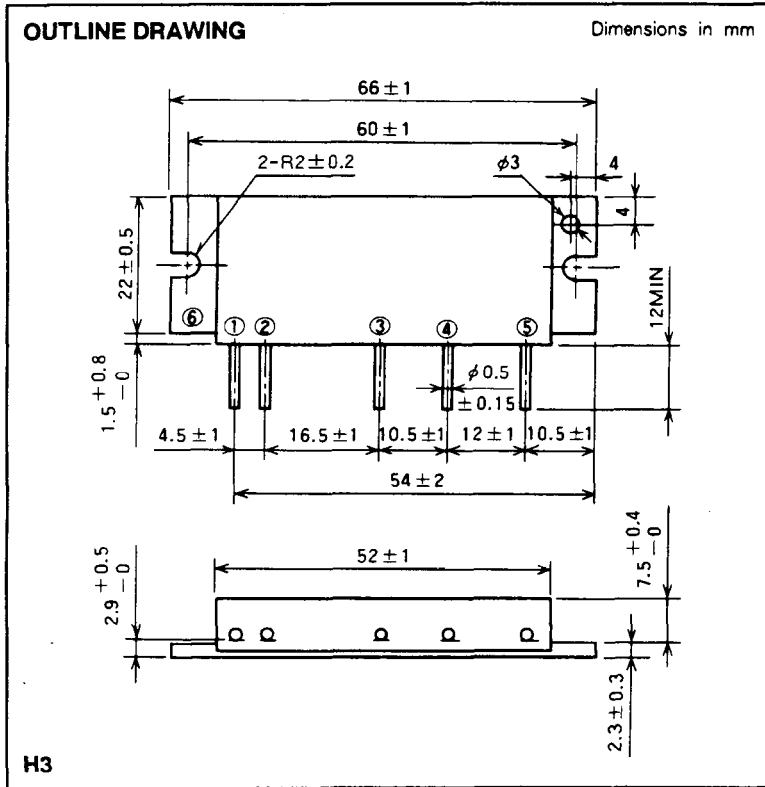 OUTLINE DRAWING
Dimensions in mm
66±1
60±1
2-R2±0.2
φ3
4
4
22±0.5
12MIN
⑥
①
②
③
④
⑤
φ0.5
±0.15
1.5 +0.8 -0
4.5±1
16.5±1
10.5±1
12±1
10.5±1
54±2
52±1
2.9 +0.5 -0
7.5 +0.4 -0
2.3±0.3
H3